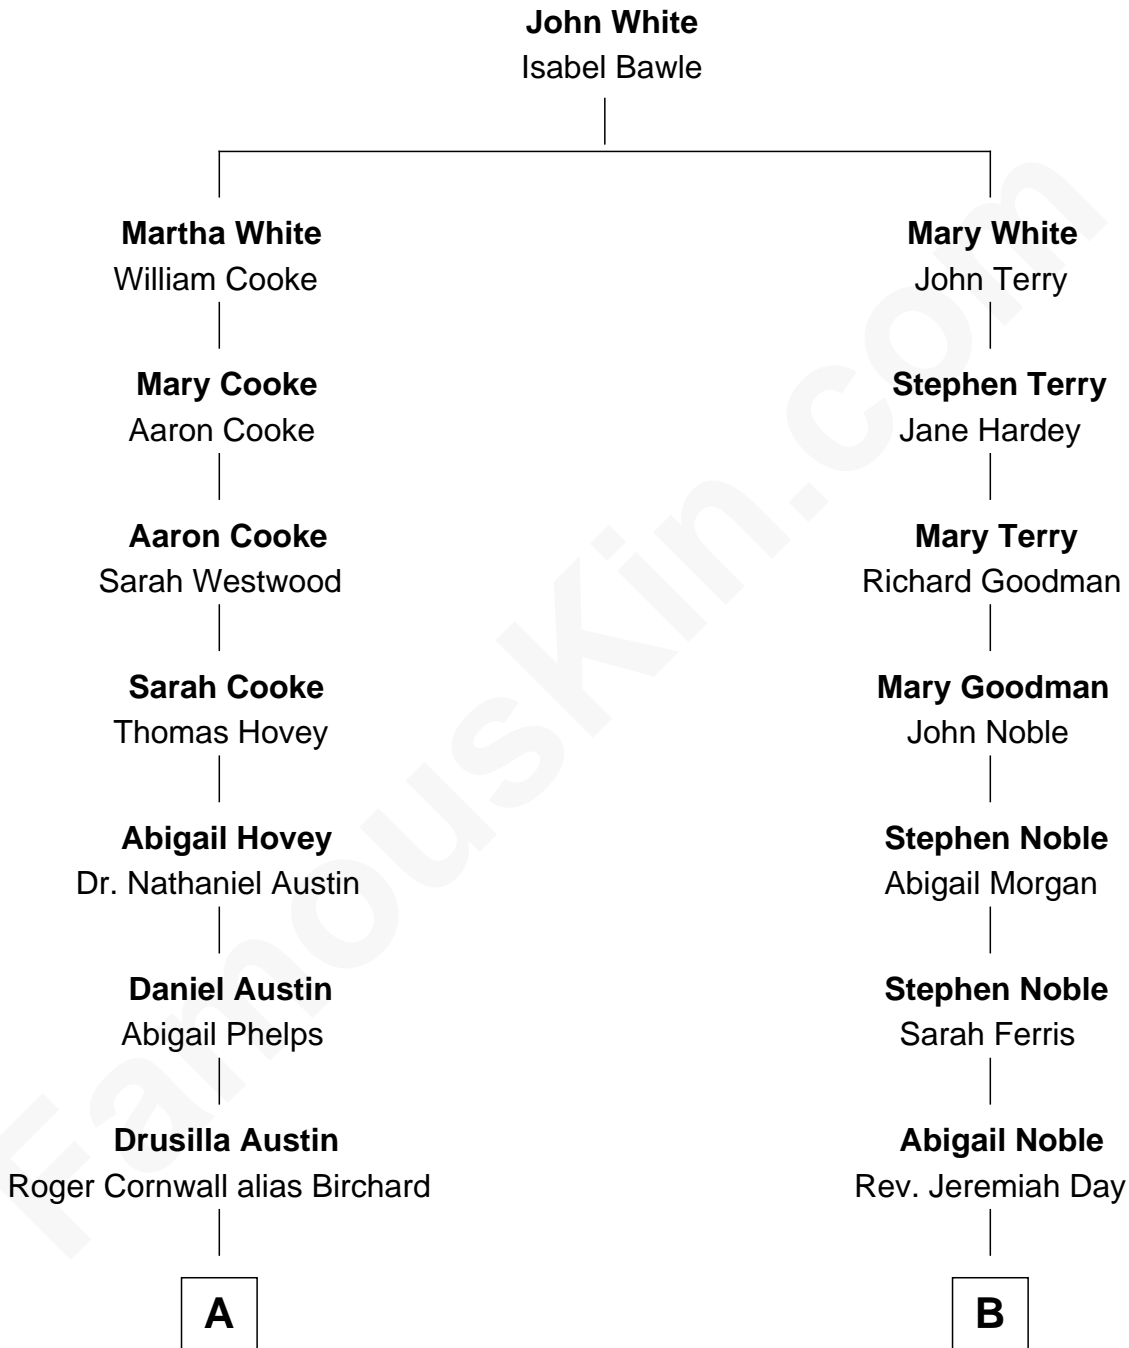 John White
Isabel Bawle
Martha White
William Cooke
Mary White
John Terry
Mary Cooke
Aaron Cooke
Stephen Terry
Jane Hardey
Aaron Cooke
Sarah Westwood
Mary Terry
Richard Goodman
Sarah Cooke
Thomas Hovey
Mary Goodman
John Noble
Abigail Hovey
Dr. Nathaniel Austin
Stephen Noble
Abigail Morgan
Daniel Austin
Abigail Phelps
Stephen Noble
Sarah Ferris
Drusilla Austin
Roger Cornwall alias Birchard
Abigail Noble
Rev. Jeremiah Day
A
B
FamousKin.com